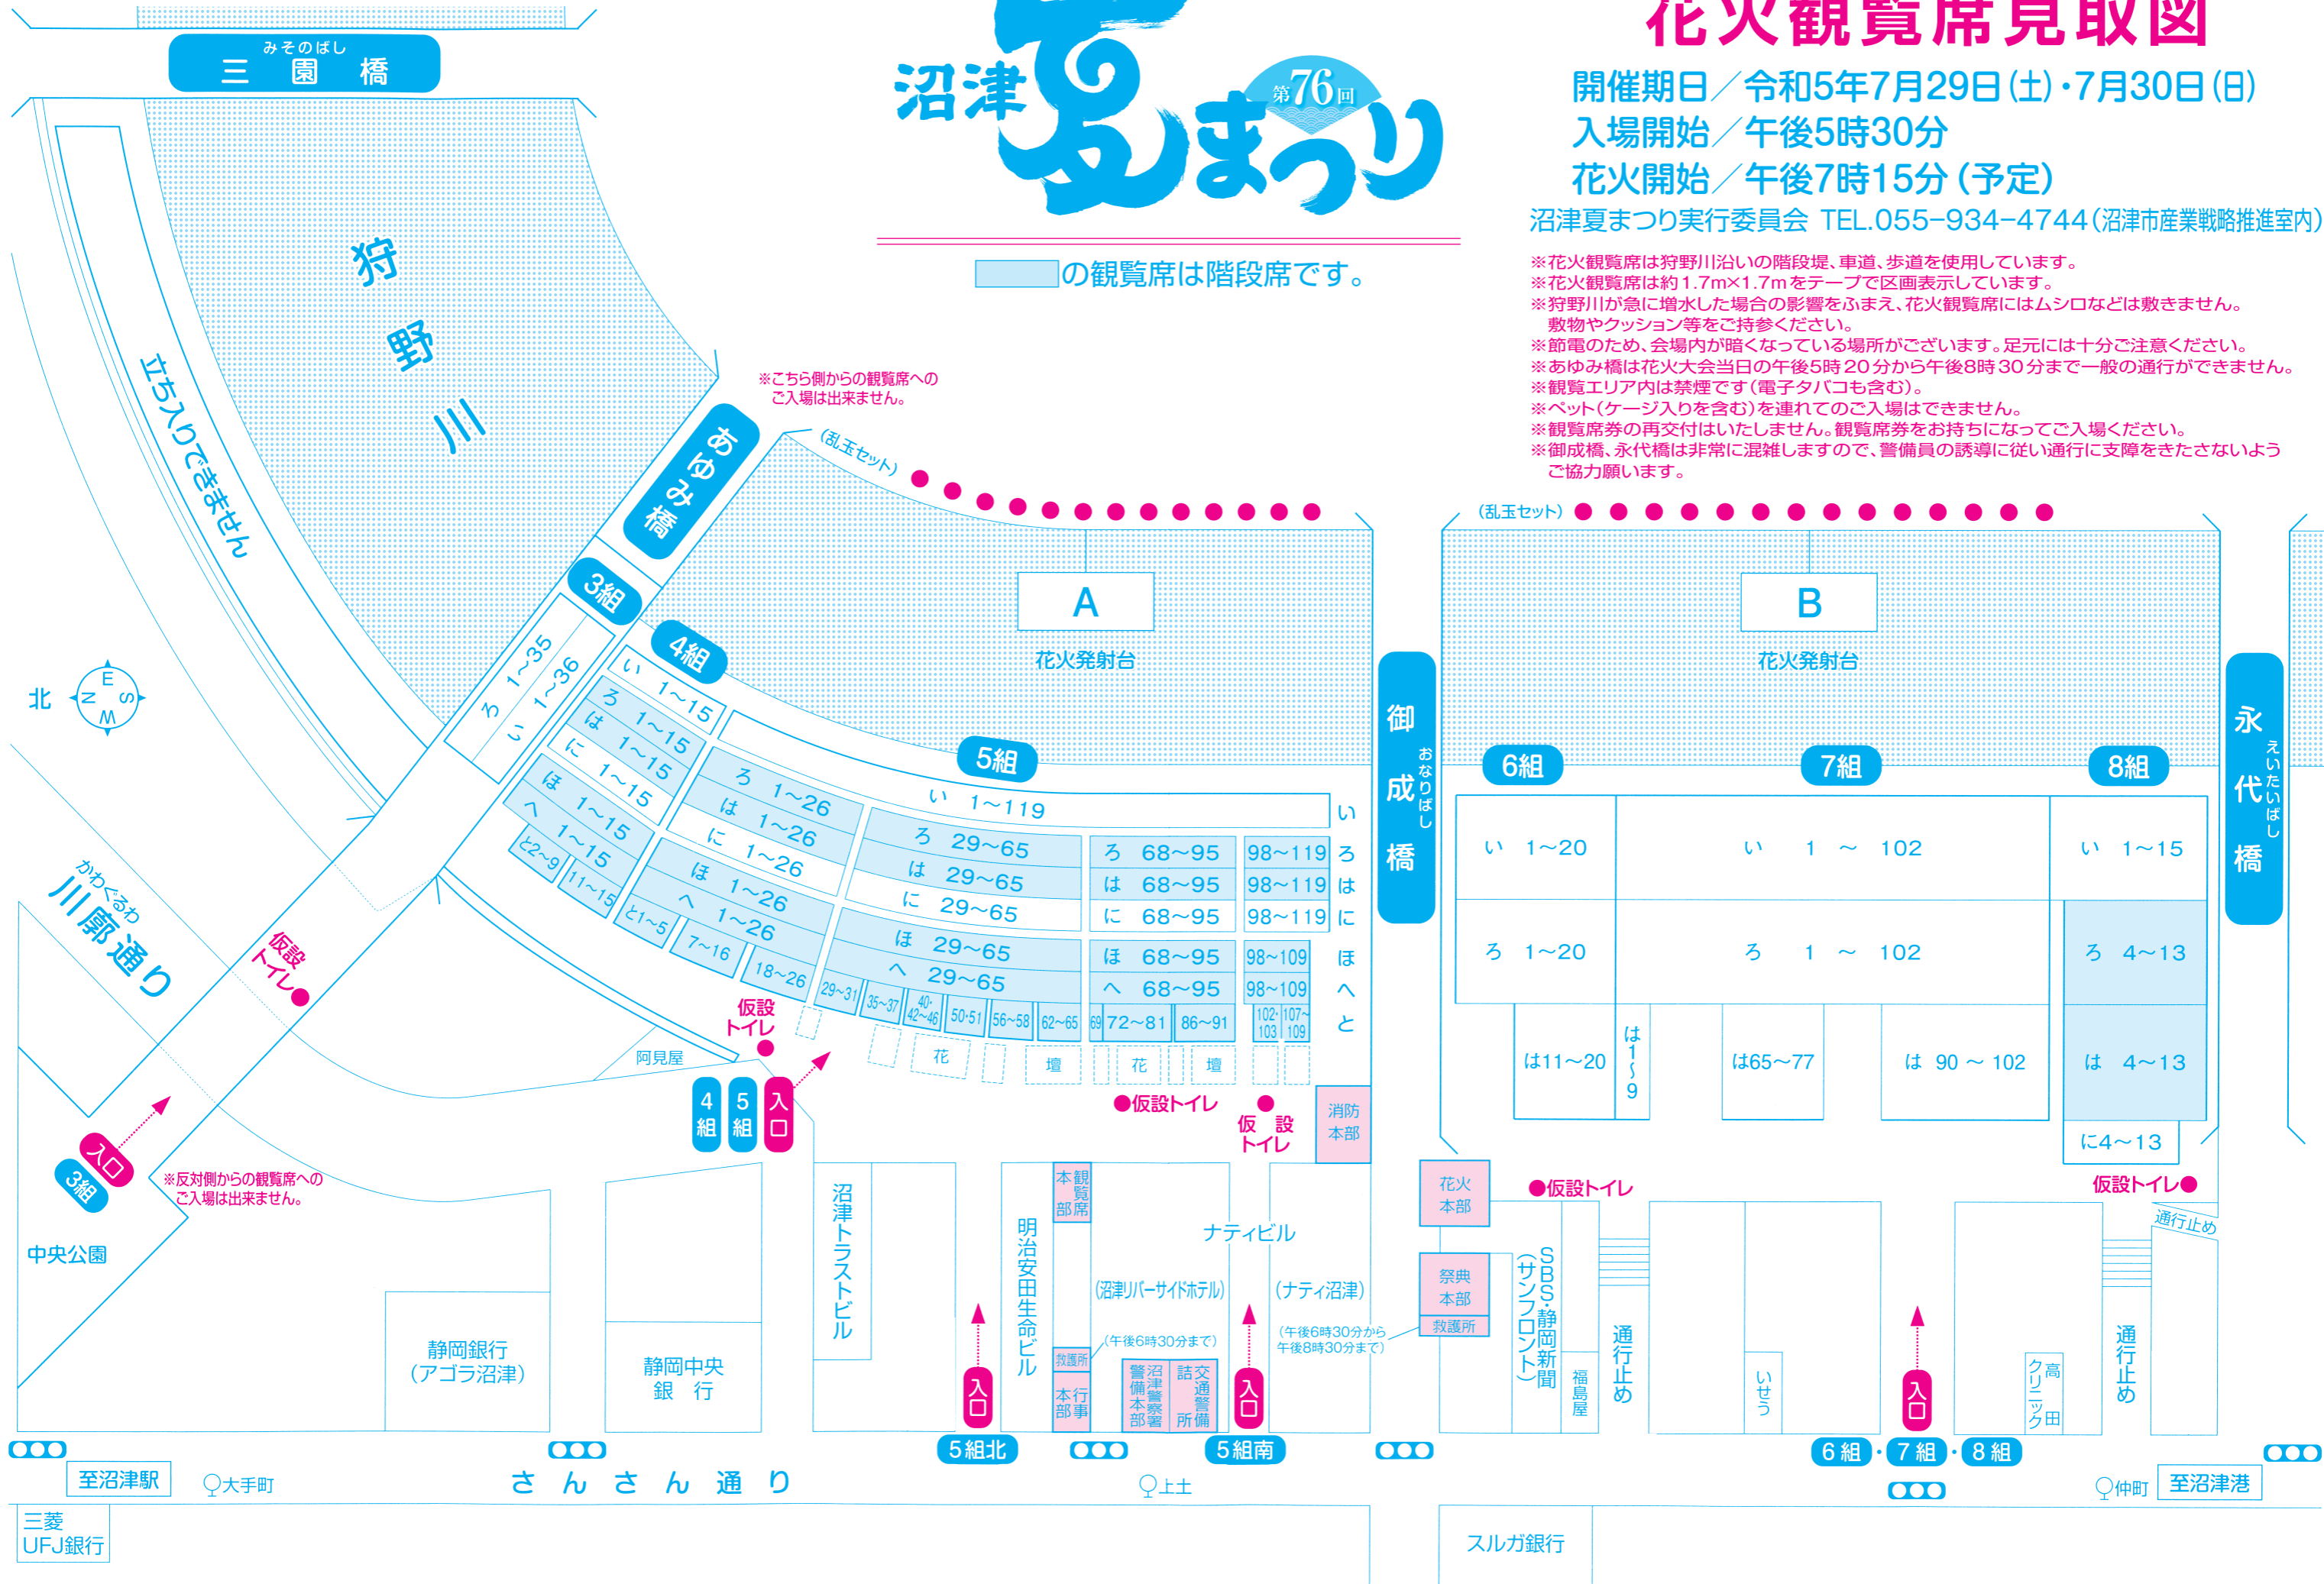 花火観覧席見取図
沼津
夏まつり
第76回
開催期日／令和5年7月29日(土)・7月30日(日)
入場開始／午後5時30分
花火開始／午後7時15分(予定)
沼津夏まつり実行委員会 TEL.055-934-4744(沼津市産業戦略推進室内)
の観覧席は階段席です。
※花火観覧席は狩野川沿いの階段堤、車道、歩道を使用しています。
※花火観覧席は約1.7m×1.7mをテープで区画表示しています。
※狩野川が急に増水した場合の影響をふまえ、花火観覧席にはムシロなどは敷きません。
敷物やクッション等をご持参ください。
※節電のため、会場内が暗くなっている場所がございます。足元には十分ご注意ください。
※あゆみ橋は花火大会当日の午後5時20分から午後8時30分まで一般の通行ができません。
※観覧エリア内は禁煙です(電子タバコも含む)。
※ペット(ケージ入りを含む)を連れてのご入場はできません。
※観覧席券の再交付はいたしません。観覧席券をお持ちになってご入場ください。
※御成橋、永代橋は非常に混雑しますので、警備員の誘導に従い通行に支障をきたさないよう
ご協力願います。
みそのばし
三園橋
狩野川
立ち入りできません
※こちら側からの観覧席への
ご入場は出来ません。
あゆみ橋
(乱玉セット)
(乱玉セット)
A
花火発射台
B
花火発射台
北
E
N
S
W
3組
ろ 1〜35
い 1〜36
4組
い 1〜15
ろ 1〜15
は 1〜15
に 1〜15
ほ 1〜15
へ 1〜15
と2〜9
11〜15
5組
い 1〜119
い
ろ 1〜26
は 1〜26
に 1〜26
ほ 1〜26
へ 1〜26
と1〜5
7〜16
18〜26
ろ 29〜65
は 29〜65
に 29〜65
ほ 29〜65
へ 29〜65
29〜31
35〜37
40・
42〜46
50・51
56〜58
62〜65
ろ 68〜95
は 68〜95
に 68〜95
ほ 68〜95
へ 68〜95
69
72〜81
86〜91
98〜119 ろ
98〜119 は
98〜119 に
98〜109 ほ
98〜109 へ
102・
103
107〜
109
と
花
壇
花
壇
御成橋
おなりばし
6組
い 1〜20
ろ 1〜20
は11〜20
は1〜9
7組
い 1 〜 102
ろ 1 〜 102
は65〜77
は 90 〜 102
8組
い 1〜15
ろ 4〜13
は 4〜13
に4〜13
永代橋
えいたいばし
かわぐるわ
川廓通り
仮設
トイレ
仮設
トイレ
阿見屋
4組
5組
入口
仮設トイレ
仮設
トイレ
消防
本部
仮設トイレ
仮設トイレ
入口
3組
※反対側からの観覧席への
ご入場は出来ません。
中央公園
静岡銀行
(アゴラ沼津)
静岡中央
銀行
沼津トラストビル
明治安田生命ビル
観覧席
本部
ナティビル
(沼津リバーサイドホテル)
(ナティ沼津)
(午後6時30分まで)
救護所
行事
本部
沼津警察署
警備本部
交通警備
詰所
(午後6時30分から
午後8時30分まで)
花火
本部
祭典
本部
救護所
SBS・静岡新聞
(サンフロント)
福島屋
通行止め
いせう
高田
クリニック
通行止め
通行止め
入口
5組北
入口
5組南
入口
6組・7組・8組
至沼津駅
大手町
さんさん通り
上土
仲町
至沼津港
三菱
UFJ銀行
スルガ銀行